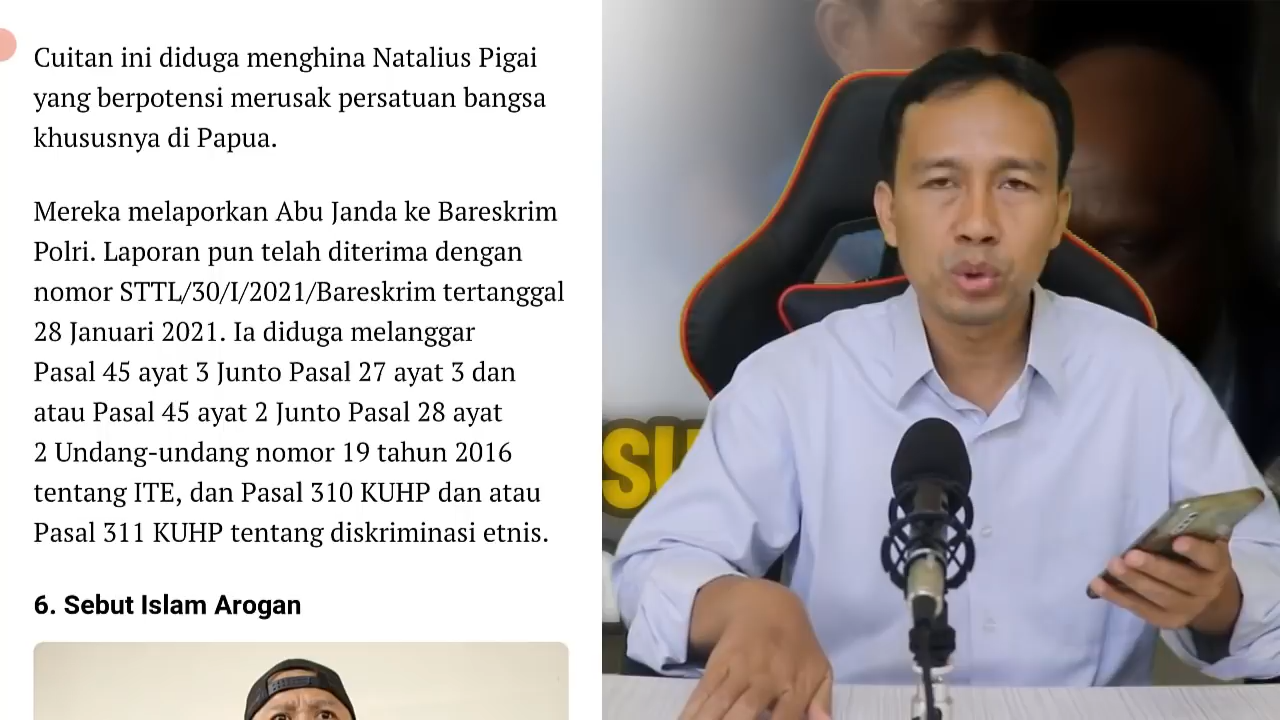 Cuitan ini diduga menghina Natalius Pigai
yang berpotensi merusak persatuan bangsa
khususnya di Papua.
Mereka melaporkan Abu Janda ke Bareskrim
Polri. Laporan pun telah diterima dengan
nomor STTL/30/I/2021/Bareskrim tertanggal
28 Januari 2021. Ia diduga melanggar
Pasal 45 ayat 3 Junto Pasal 27 ayat 3 dan
atau Pasal 45 ayat 2 Junto Pasal 28 ayat
2 Undang-undang nomor 19 tahun 2016
tentang ITE, dan Pasal 310 KUHP dan atau
Pasal 311 KUHP tentang diskriminasi etnis.
6. Sebut Islam Arogan